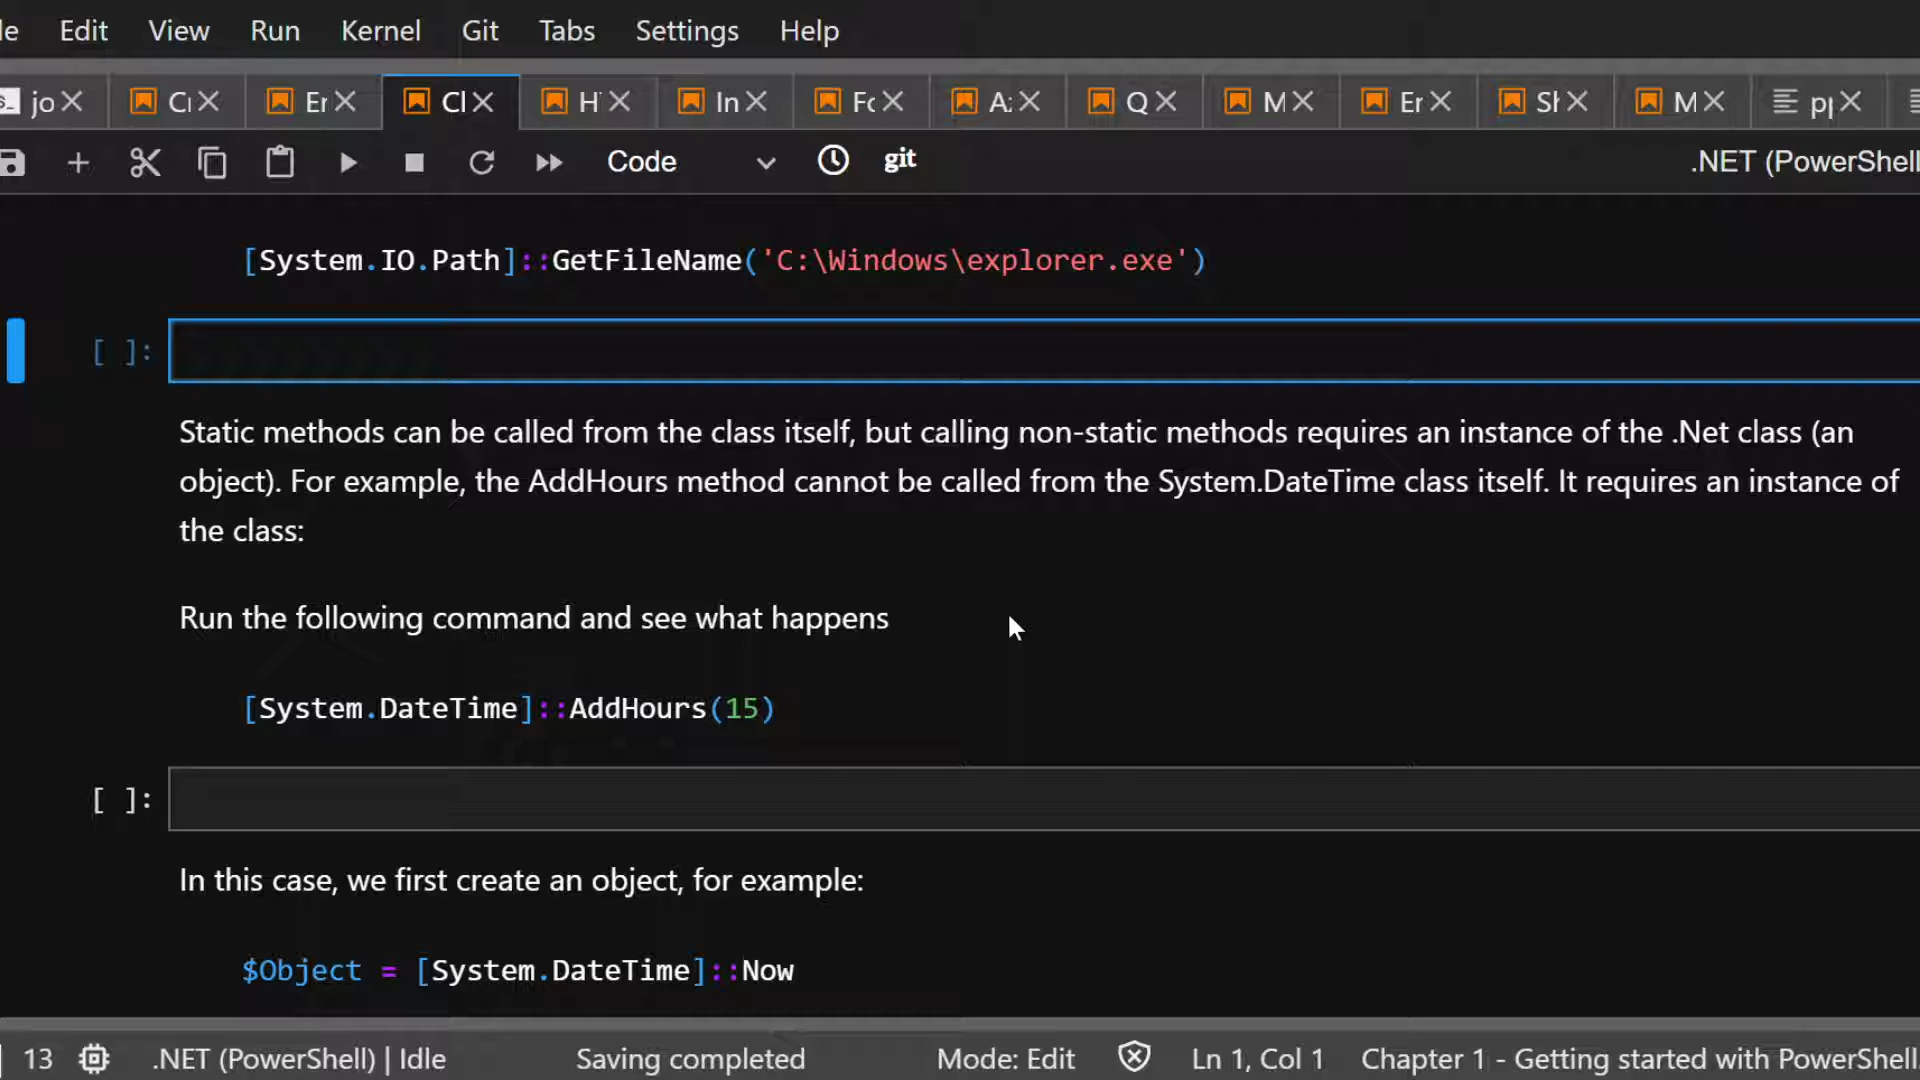 le Edit View Run Kernel Git Tabs Settings Help
jo Er Cl In Q M Er M
Code git .NET (PowerShell
[System.IO.Path]::GetFileName('C:\Windows\explorer.exe')
[ ]:
Static methods can be called from the class itself, but calling non-static methods requires an instance of the .Net class (an
object). For example, the AddHours method cannot be called from the System.DateTime class itself. It requires an instance of
the class:
Run the following command and see what happens
[System.DateTime]::AddHours(15)
[ ]:
In this case, we first create an object, for example:
$Object = [System.DateTime]::Now
13 .NET (PowerShell) | Idle Saving completed Mode: Edit Ln 1, Col 1 Chapter 1 - Getting started with PowerShell